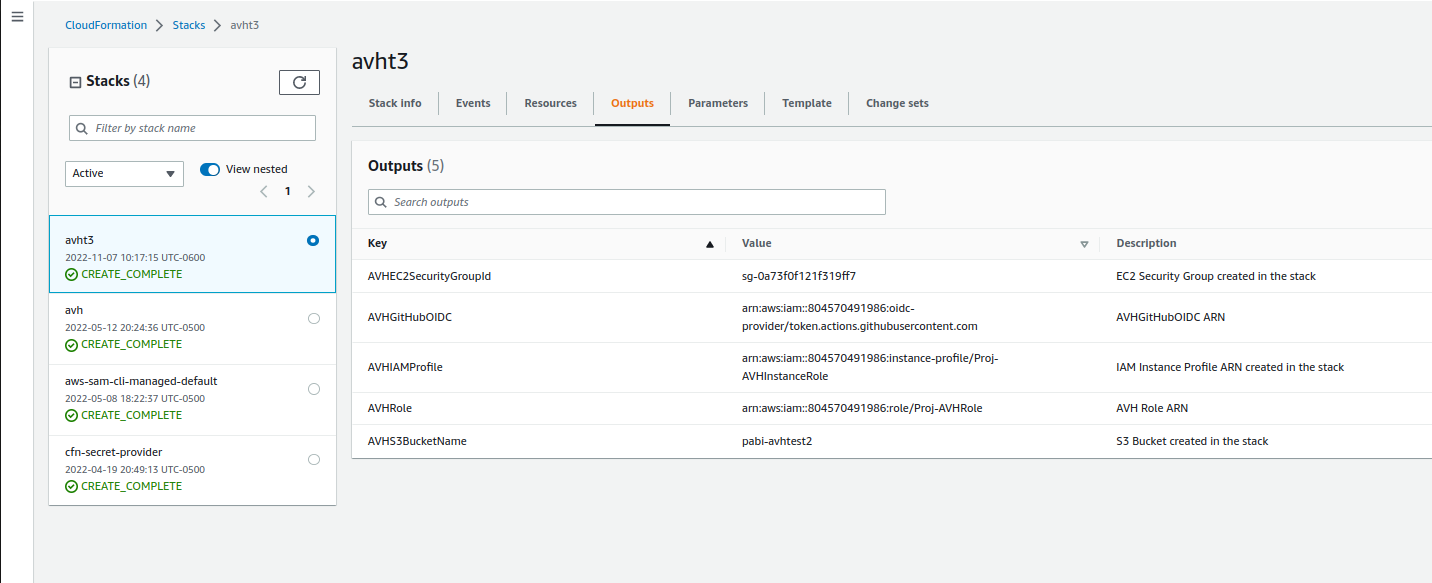 CloudFormation > Stacks > avht3
Stacks (4)
Filter by stack name
Active
View nested
1
avht3
2022-11-07 10:17:15 UTC-0600
CREATE_COMPLETE
avh
2022-05-12 20:24:36 UTC-0500
CREATE_COMPLETE
aws-sam-cli-managed-default
2022-05-08 18:22:37 UTC-0500
CREATE_COMPLETE
cfn-secret-provider
2022-04-19 20:49:13 UTC-0500
CREATE_COMPLETE
avht3
Stack info Events Resources Outputs Parameters Template Change sets
Outputs (5)
Search outputs
Key Value Description
AVHEC2SecurityGroupId sg-0a73f0f121f319ff7 EC2 Security Group created in the stack
AVHGitHubOIDC arn:aws:iam::804570491986:oidc-
provider/token.actions.githubusercontent.com AVHGitHubOIDC ARN
AVHIAMProfile arn:aws:iam::804570491986:instance-profile/Proj-
AVHInstanceRole IAM Instance Profile ARN created in the stack
AVHRole arn:aws:iam::804570491986:role/Proj-AVHRole AVH Role ARN
AVHS3BucketName pabi-avhtest2 S3 Bucket created in the stack